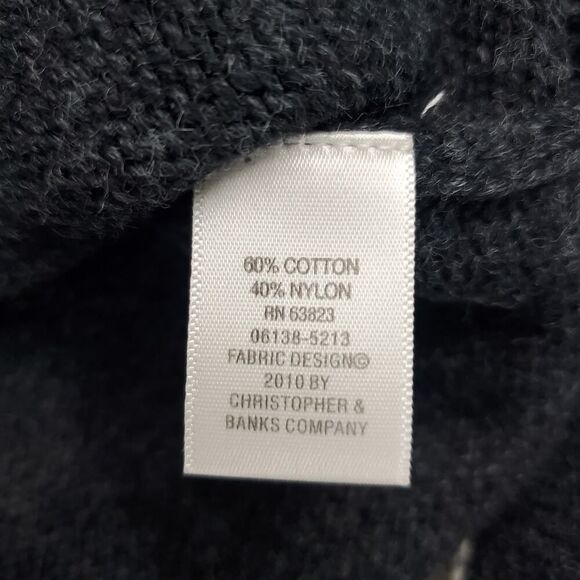 60% COTTON
40% NYLON
RN 63823
06138-5213
FABRIC DESIGN©
2010 BY
CHRISTOPHER &
BANKS COMPANY